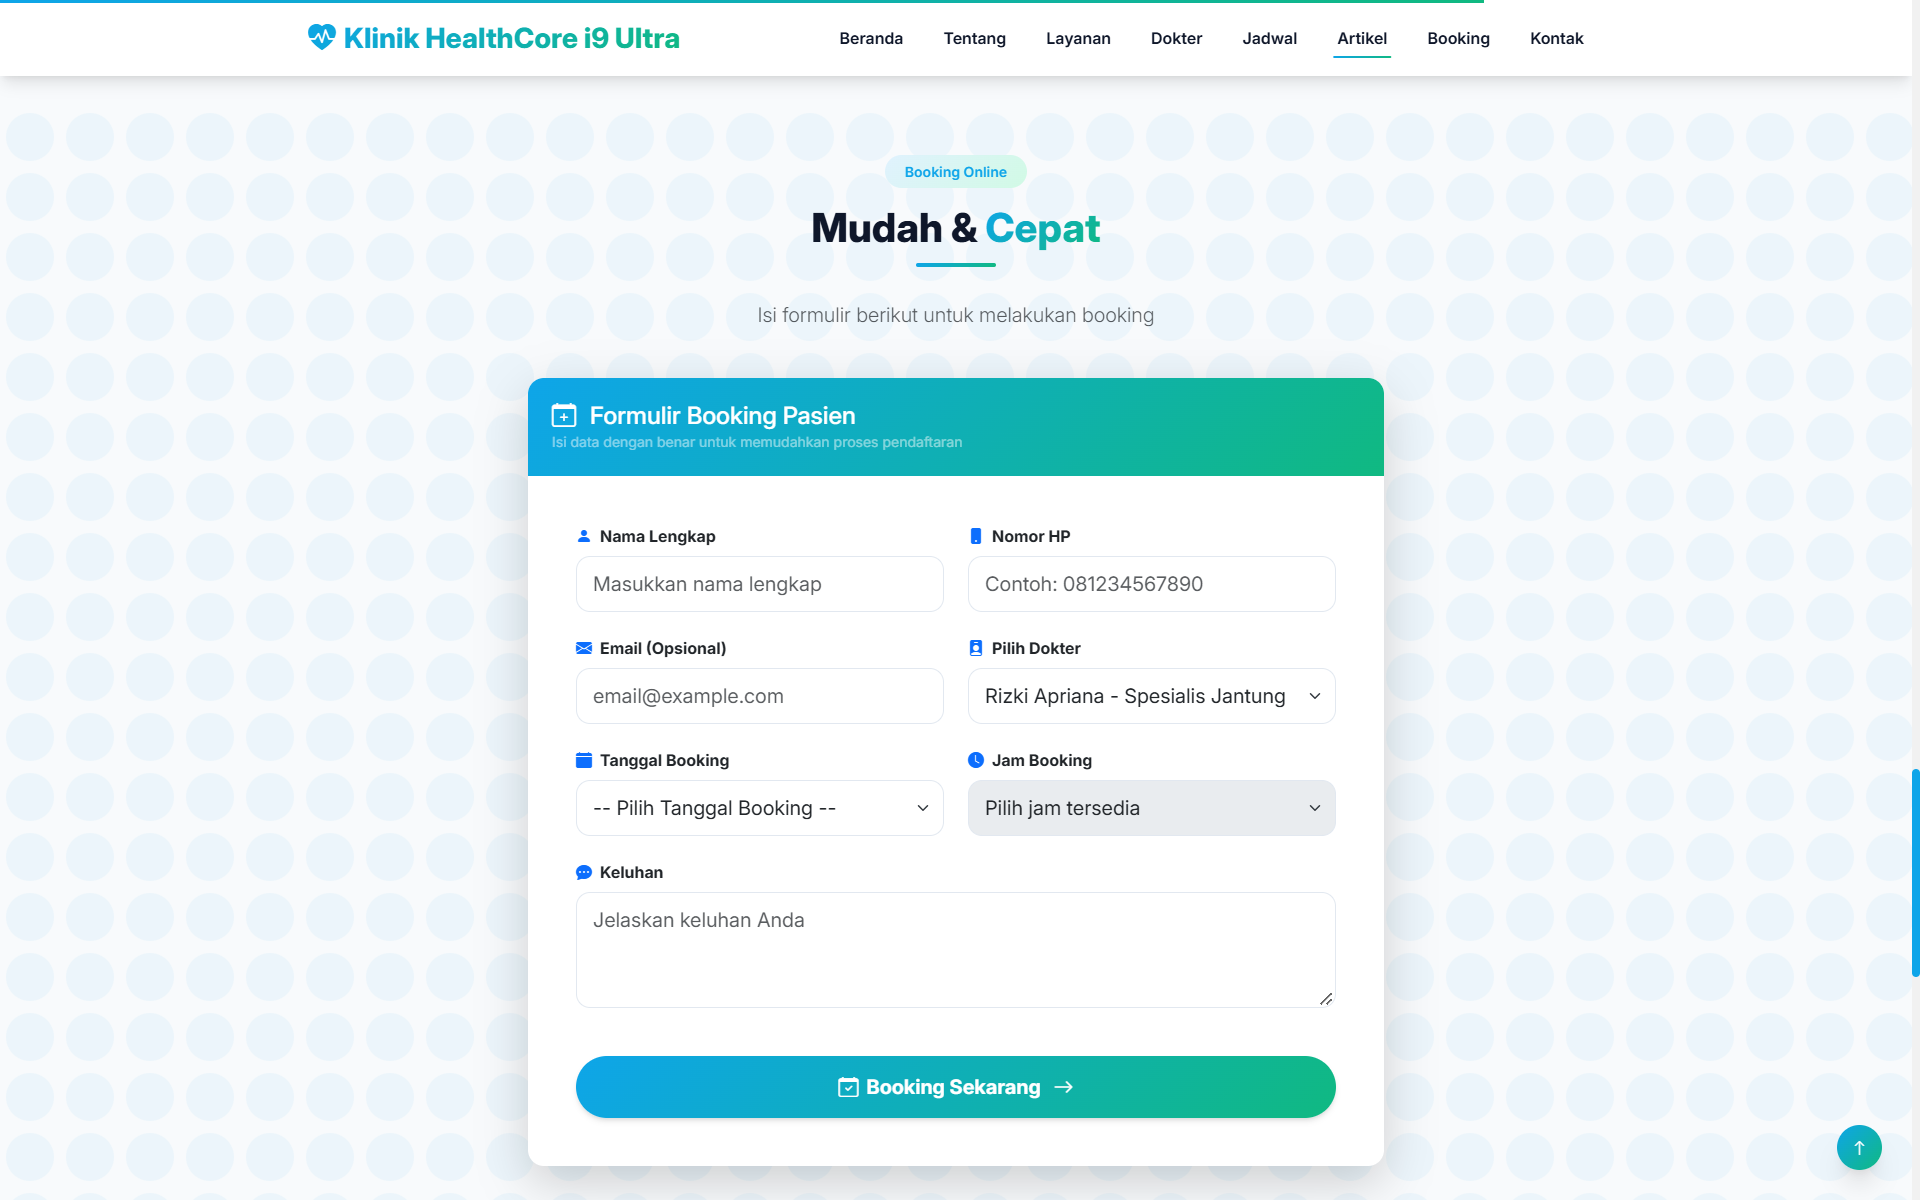 Klinik HealthCore i9 Ultra
Beranda Tentang Layanan Dokter Jadwal Artikel Booking Kontak
Booking Online
Mudah & Cepat
Isi formulir berikut untuk melakukan booking
Formulir Booking Pasien
Isi data dengan benar untuk memudahkan proses pendaftaran
Nama Lengkap
Masukkan nama lengkap
Nomor HP
Contoh: 081234567890
Email (Opsional)
email@example.com
Pilih Dokter
Rizki Apriana - Spesialis Jantung
Tanggal Booking
-- Pilih Tanggal Booking --
Jam Booking
Pilih jam tersedia
Keluhan
Jelaskan keluhan Anda
Booking Sekarang →